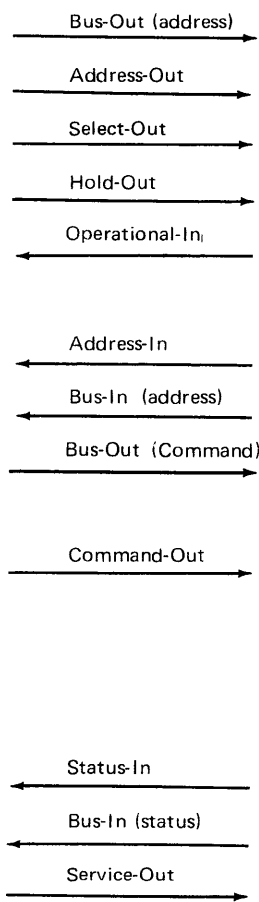 Bus-Out (address)
Address-Out
Select-Out
Hold-Out
Operational-In
Address-In
Bus-In (address)
Bus-Out (Command)
Command-Out
Status-In
Bus-In (status)
Service-Out